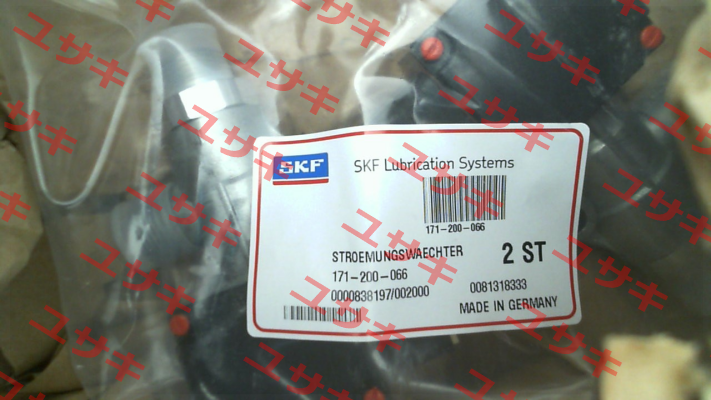 SKF SKF Lubrication Systems
171-200-066
STROEMUNGSWAECHTER 2 ST
171-200-066
0000838197/002000 0081318333
MADE IN GERMANY
ユサキ